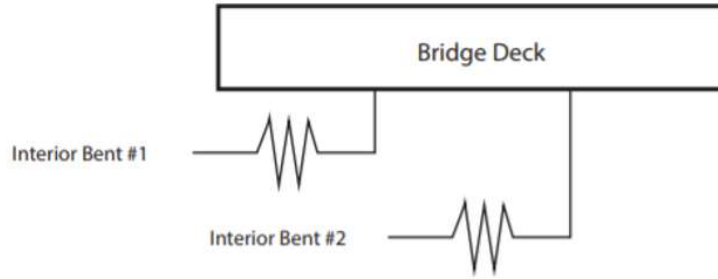 Bridge Deck
Interior Bent #1
Interior Bent #2